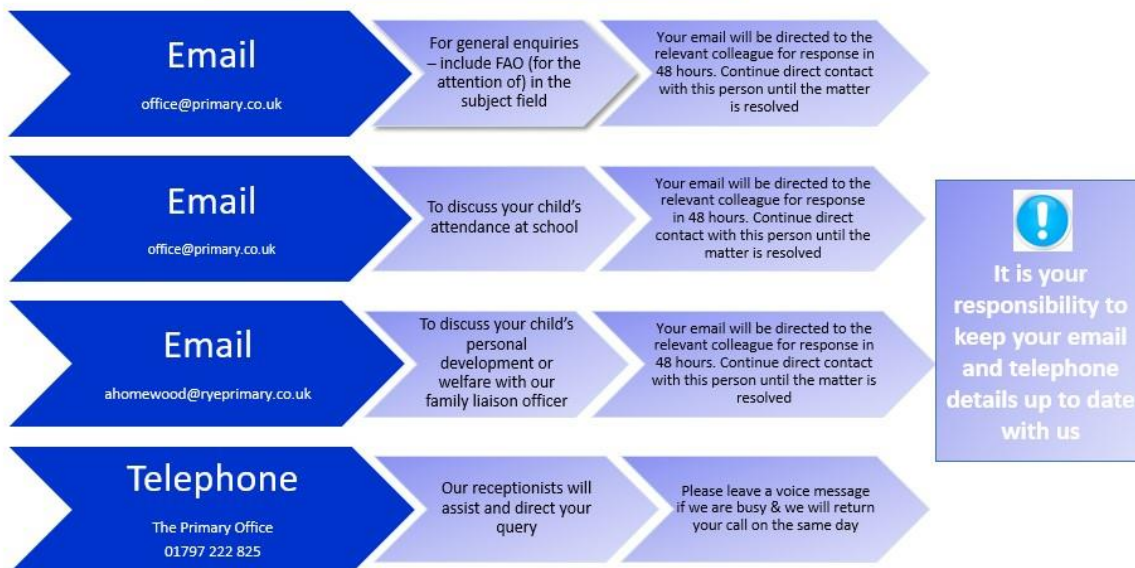 Email
office@primary.co.uk
For general enquiries
– include FAO (for the
attention of) in the
subject field
Your email will be directed to the
relevant colleague for response in
48 hours. Continue direct contact
with this person until the matter
is resolved
Email
office@primary.co.uk
To discuss your child's
attendance at school
Your email will be directed to the
relevant colleague for response
in 48 hours. Continue direct
contact with this person until the
matter is resolved
Email
ahomewood@ryeprimary.co.uk
To discuss your child's
personal
development or
welfare with our
family liaison officer
Your email will be directed to the
relevant colleague for response in
48 hours. Continue direct contact
with this person until the matter is
resolved
Telephone
The Primary Office
01797 222 825
Our receptionists will
assist and direct your
query
Please leave a voice message
if we are busy & we will return
your call on the same day
It is your
responsibility to
keep your email
and telephone
details up to date
with us